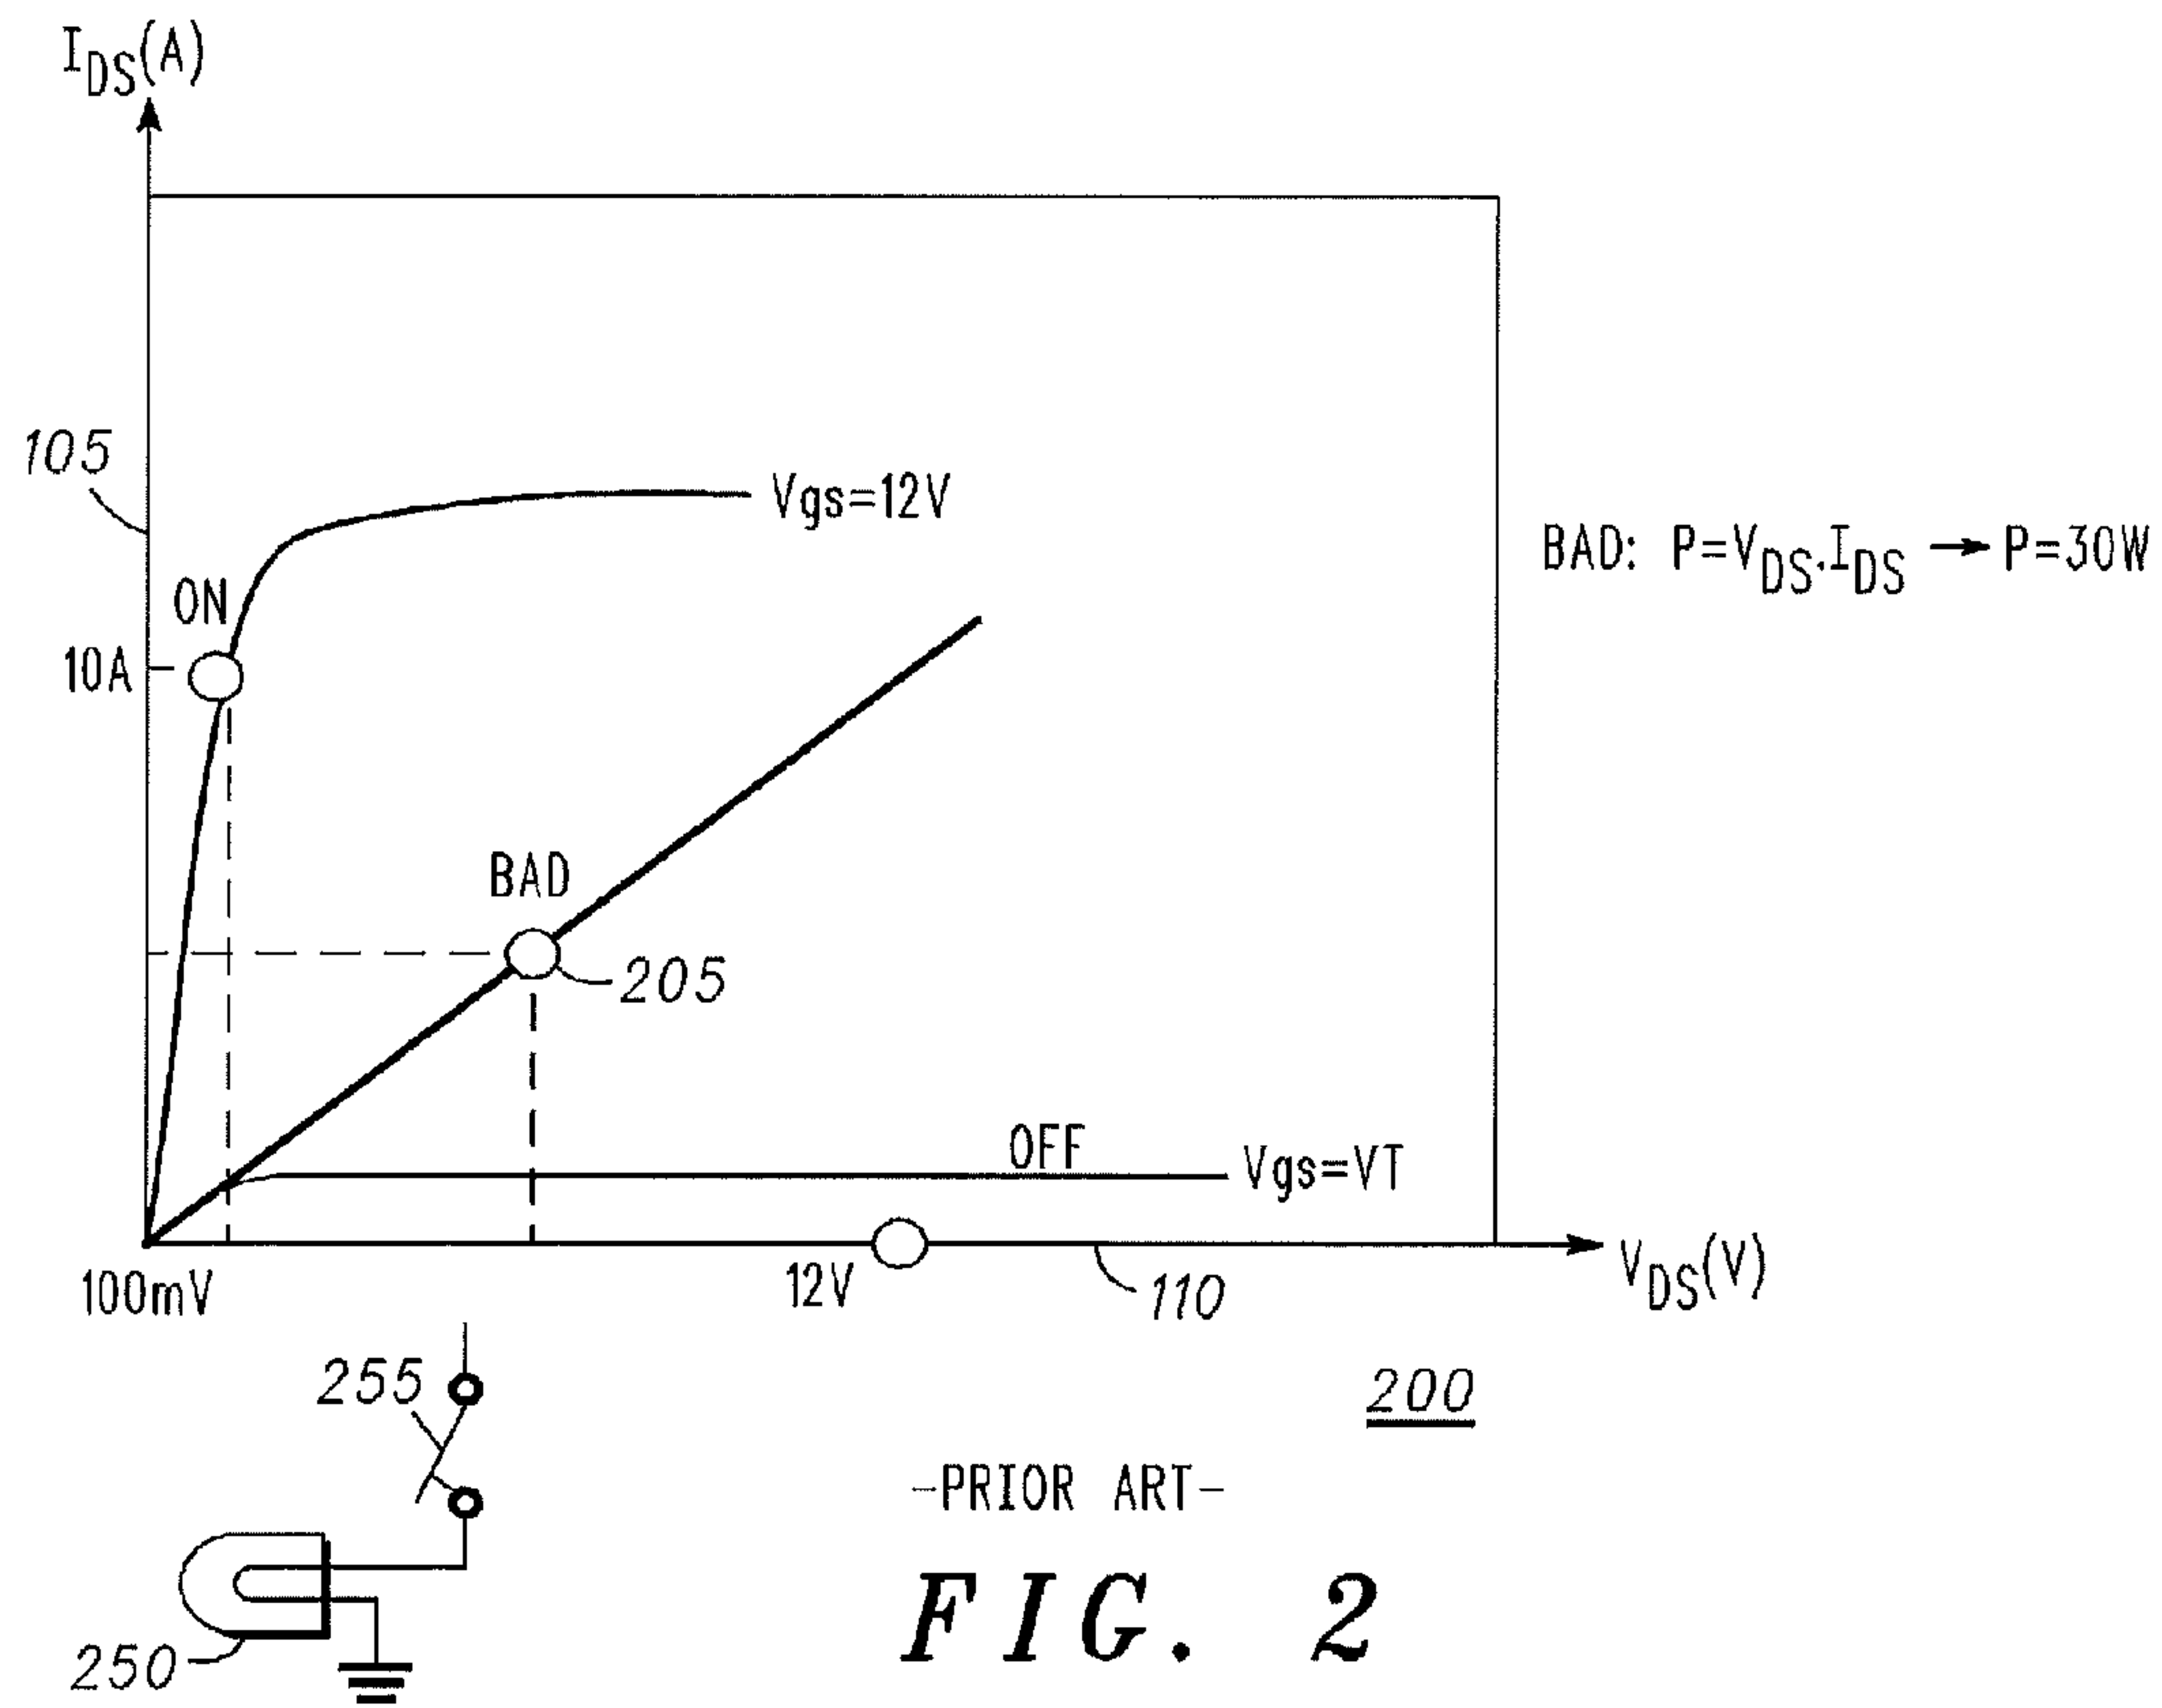 I_DS(A)
105
Vgs=12V
BAD: P=V_DS.I_DS → P=30W
ON
10A
BAD
205
OFF
Vgs=VT
100mV
12V
110
V_DS(V)
255
200
-PRIOR ART-
FIG. 2
250